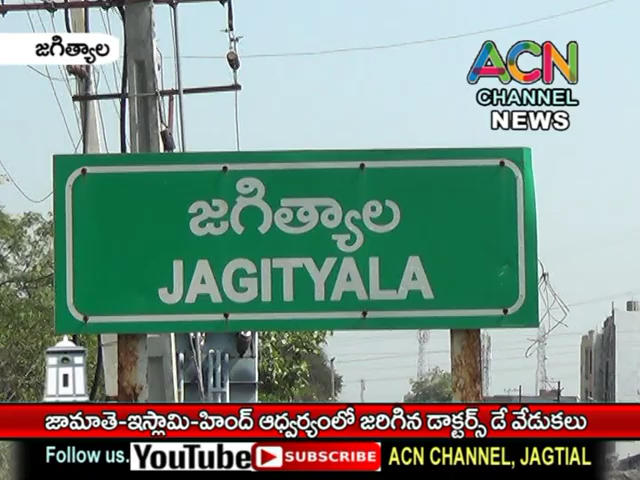 జగిత్యాల
ACN
CHANNEL
NEWS
జగిత్యాల
JAGITYALA
జామాతె-ఇస్లామి-హింద్ ఆధ్వర్యంలో జరిగిన డాక్టర్స్ డే వేడుకలు
Follow us. YouTube SUBSCRIBE ACN CHANNEL, JAGTIAL